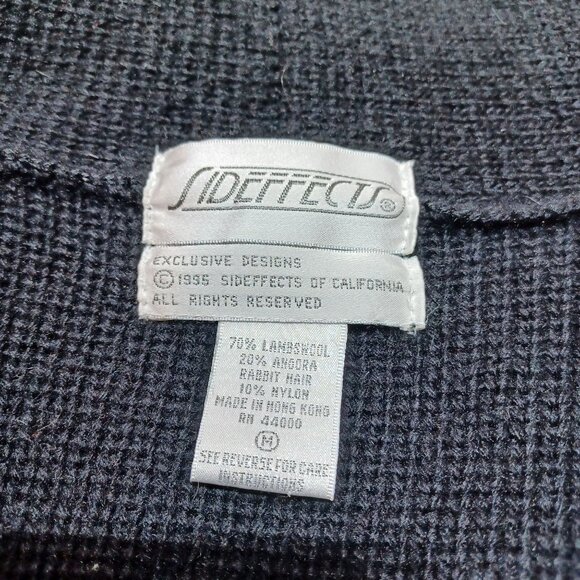 SIDEFFECTS®
EXCLUSIVE DESIGNS
© 1995 SIDEFFECTS OF CALIFORNIA
ALL RIGHTS RESERVED
70% LAMBSWOOL
20% ANGORA
RABBIT HAIR
10% NYLON
MADE IN HONG KONG
RN 44000
M
SEE REVERSE FOR CARE
INSTRUCTIONS